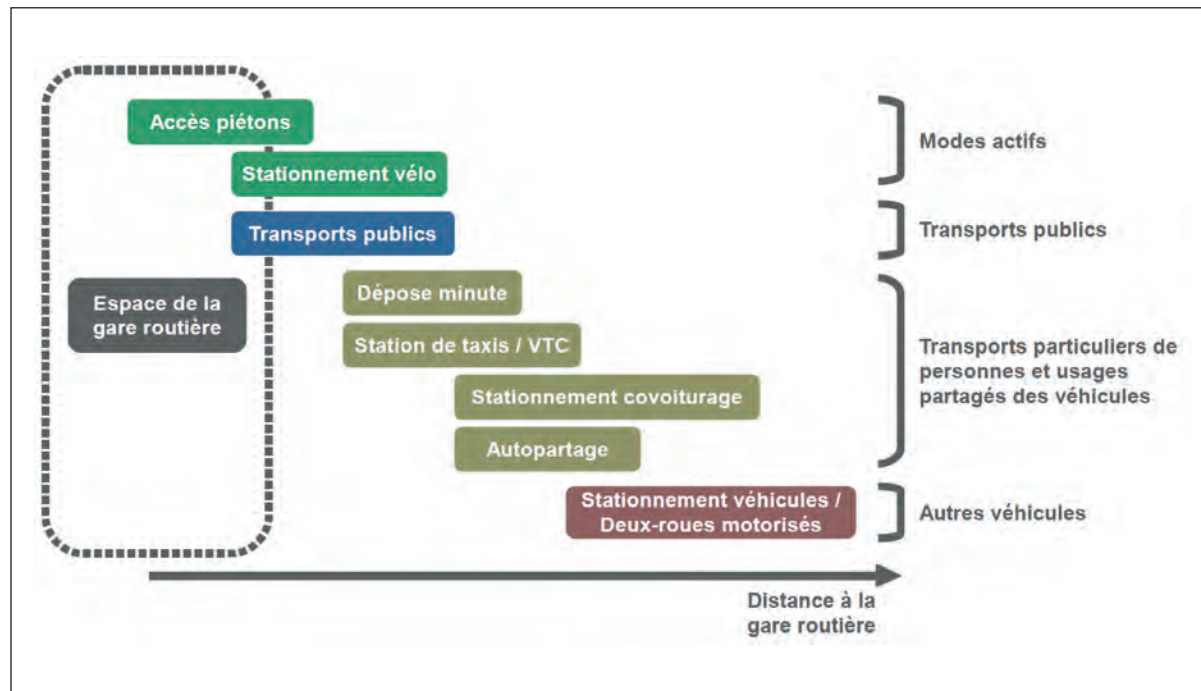 Accès piétons
Stationnement vélo
Modes actifs
Transports publics
Transports publics
Espace de la
gare routière
Dépose minute
Station de taxis / VTC
Stationnement covoiturage
Autopartage
Transports particuliers de
personnes et usages
partagés des véhicules
Stationnement véhicules /
Deux-roues motorisés
Autres véhicules
Distance à la
gare routière